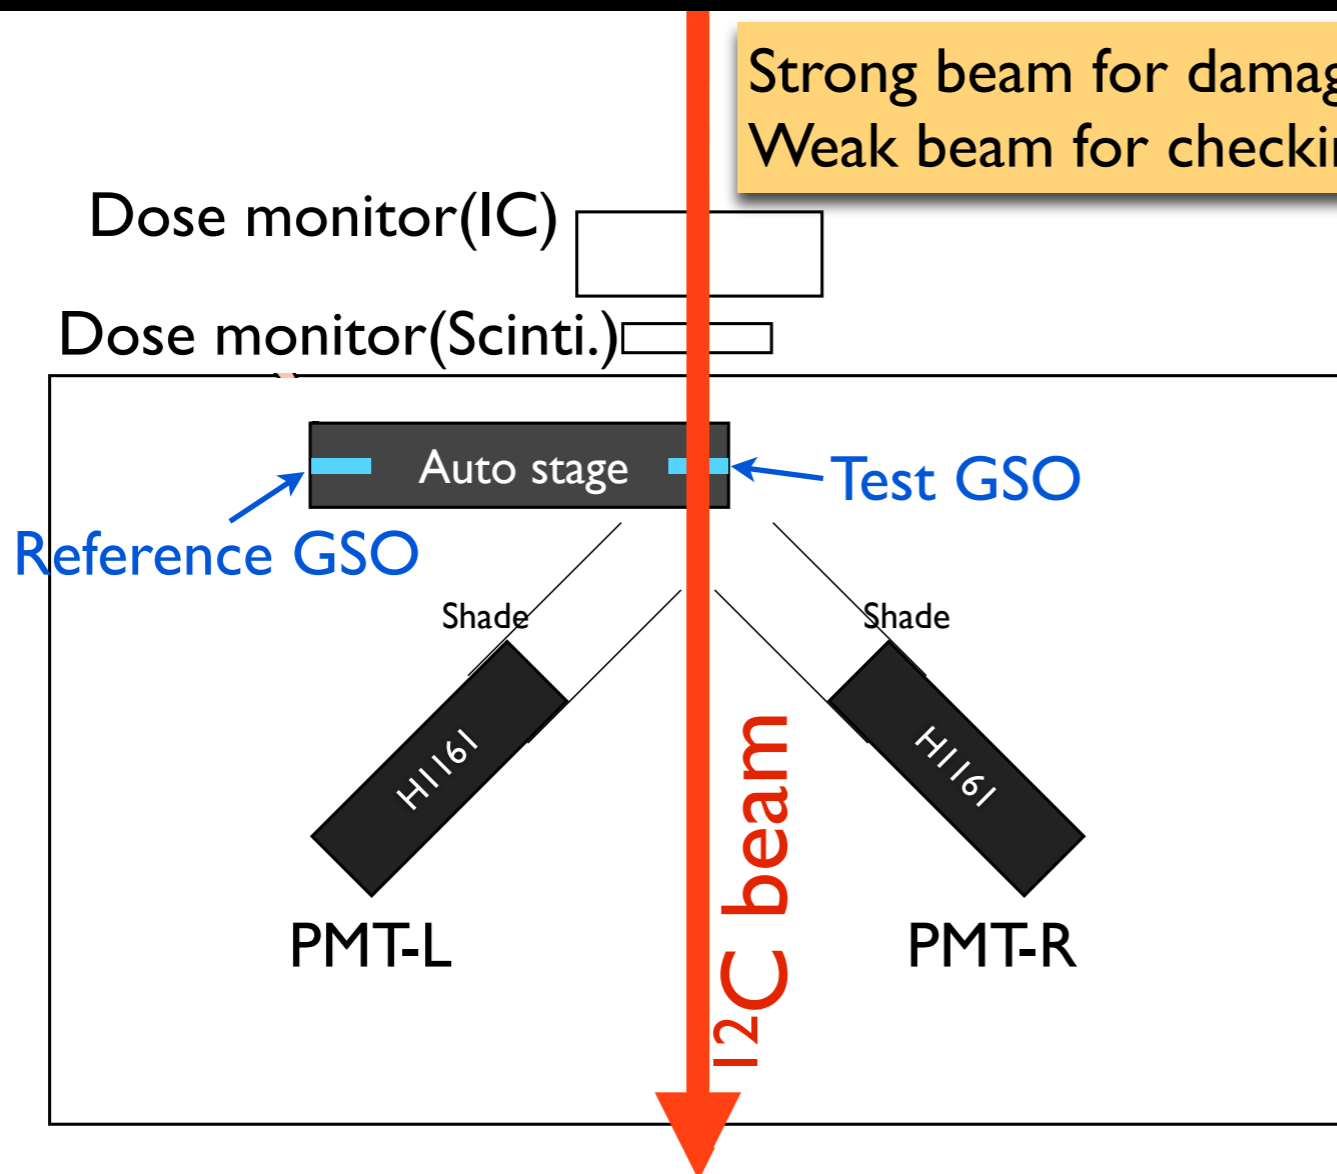 Strong beam for damag
Weak beam for checki
Dose monitor(IC)
Dose monitor(Scinti.)
Auto stage
Test GSO
Reference GSO
Shade
Shade
H1161
H1161
¹²C beam
PMT-L
PMT-R